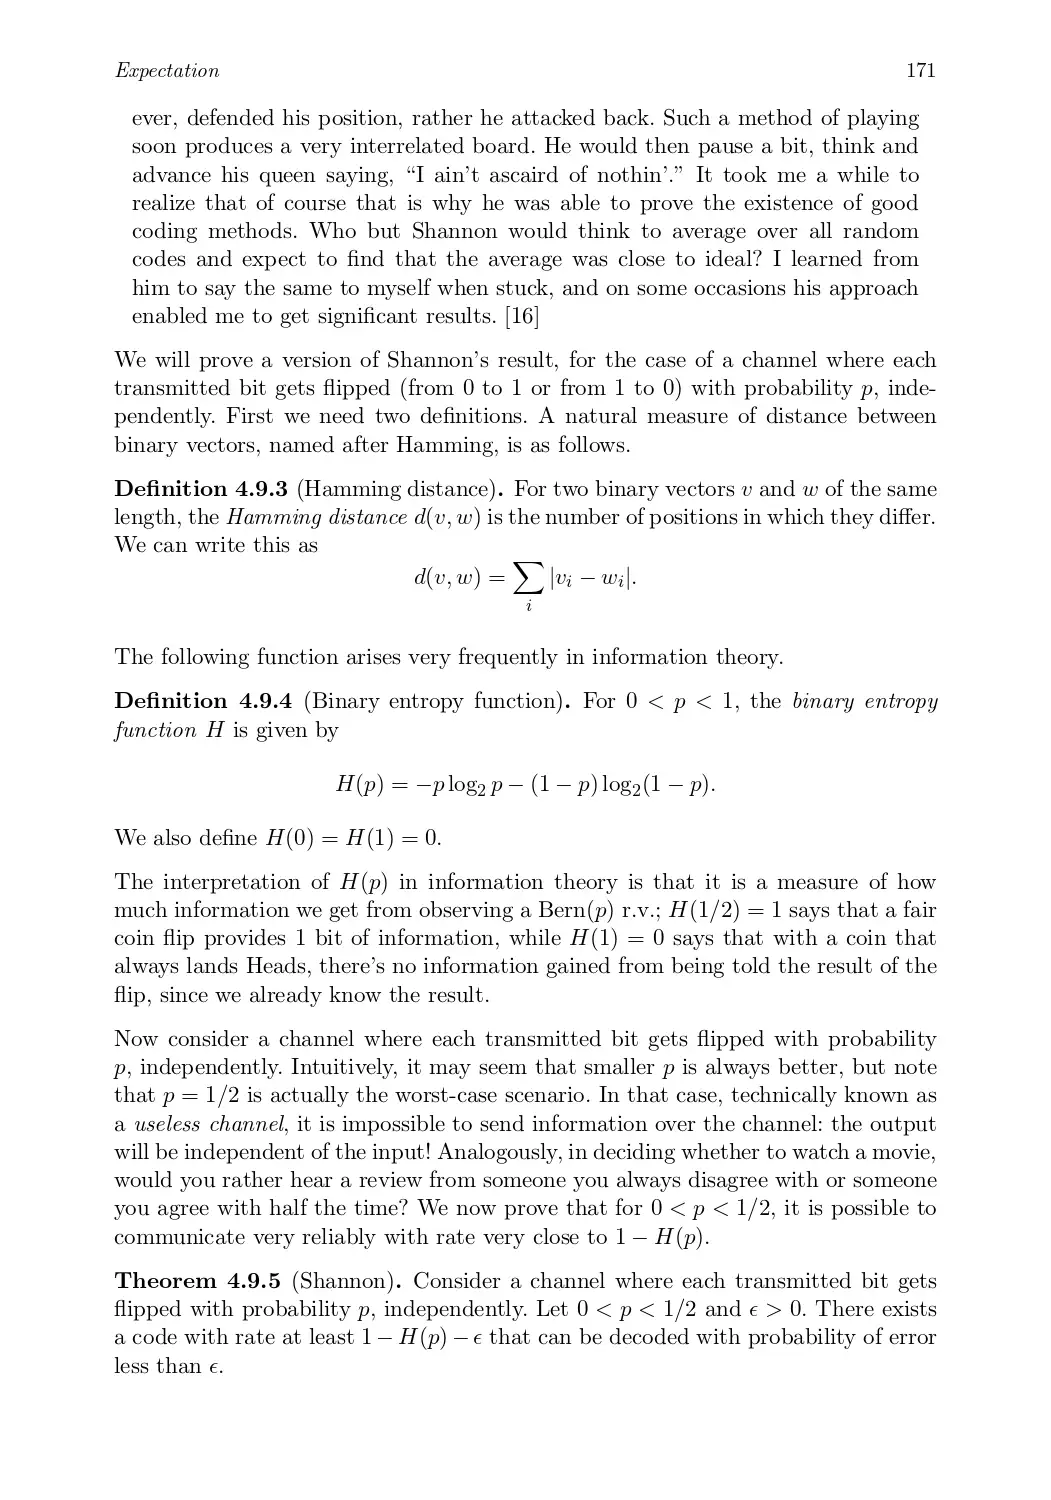 Expectation 171
ever, defended his position, rather he attacked back. Such a method of playing
soon produces a very interrelated board. He would then pause a bit, think and
advance his queen saying, “I ain’t ascaird of nothin’.” It took me a while to
realize that of course that is why he was able to prove the existence of good
coding methods. Who but Shannon would think to average over all random
codes and expect to find that the average was close to ideal? I learned from
him to say the same to myself when stuck, and on some occasions his approach
enabled me to get significant results. [16]
We will prove a version of Shannon’s result, for the case of a channel where each
transmitted bit gets flipped (from 0 to 1 or from 1 to 0) with probability p, inde-
pendently. First we need two definitions. A natural measure of distance between
binary vectors, named after Hamming, is as follows.
Definition 4.9.3 (Hamming distance). For two binary vectors v and w of the same
length, the Hamming distance d(v, w) is the number of positions in which they differ.
We can write this as
d(v, w) = ∑ |vᵢ − wᵢ|.
i
The following function arises very frequently in information theory.
Definition 4.9.4 (Binary entropy function). For 0 < p < 1, the binary entropy
function H is given by
H(p) = −p log₂ p − (1 − p) log₂(1 − p).
We also define H(0) = H(1) = 0.
The interpretation of H(p) in information theory is that it is a measure of how
much information we get from observing a Bern(p) r.v.; H(1/2) = 1 says that a fair
coin flip provides 1 bit of information, while H(1) = 0 says that with a coin that
always lands Heads, there’s no information gained from being told the result of the
flip, since we already know the result.
Now consider a channel where each transmitted bit gets flipped with probability
p, independently. Intuitively, it may seem that smaller p is always better, but note
that p = 1/2 is actually the worst-case scenario. In that case, technically known as
a useless channel, it is impossible to send information over the channel: the output
will be independent of the input! Analogously, in deciding whether to watch a movie,
would you rather hear a review from someone you always disagree with or someone
you agree with half the time? We now prove that for 0 < p < 1/2, it is possible to
communicate very reliably with rate very close to 1 − H(p).
Theorem 4.9.5 (Shannon). Consider a channel where each transmitted bit gets
flipped with probability p, independently. Let 0 < p < 1/2 and ϵ > 0. There exists
a code with rate at least 1 − H(p) − ϵ that can be decoded with probability of error
less than ϵ.